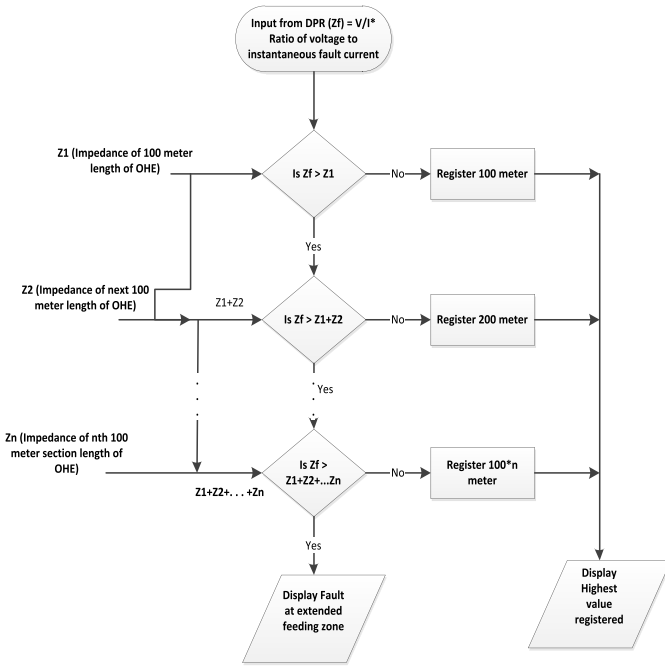 Input from DPR (Zf) = V/I*
Ratio of voltage to
instantaneous fault current
Z1 (Impedance of 100 meter
length of OHE)
Is Zf > Z1
No
Register 100 meter
Yes
Z2 (Impedance of next 100
meter length of OHE)
Z1+Z2
Is Zf > Z1+Z2
No
Register 200 meter
Yes
Zn (Impedance of nth 100
meter section length of
OHE)
Z1+Z2+. . . +Zn
Is Zf >
Z1+Z2+...Zn
No
Register 100*n
meter
Yes
Display Fault
at extended
feeding zone
Display
Highest
value
registered